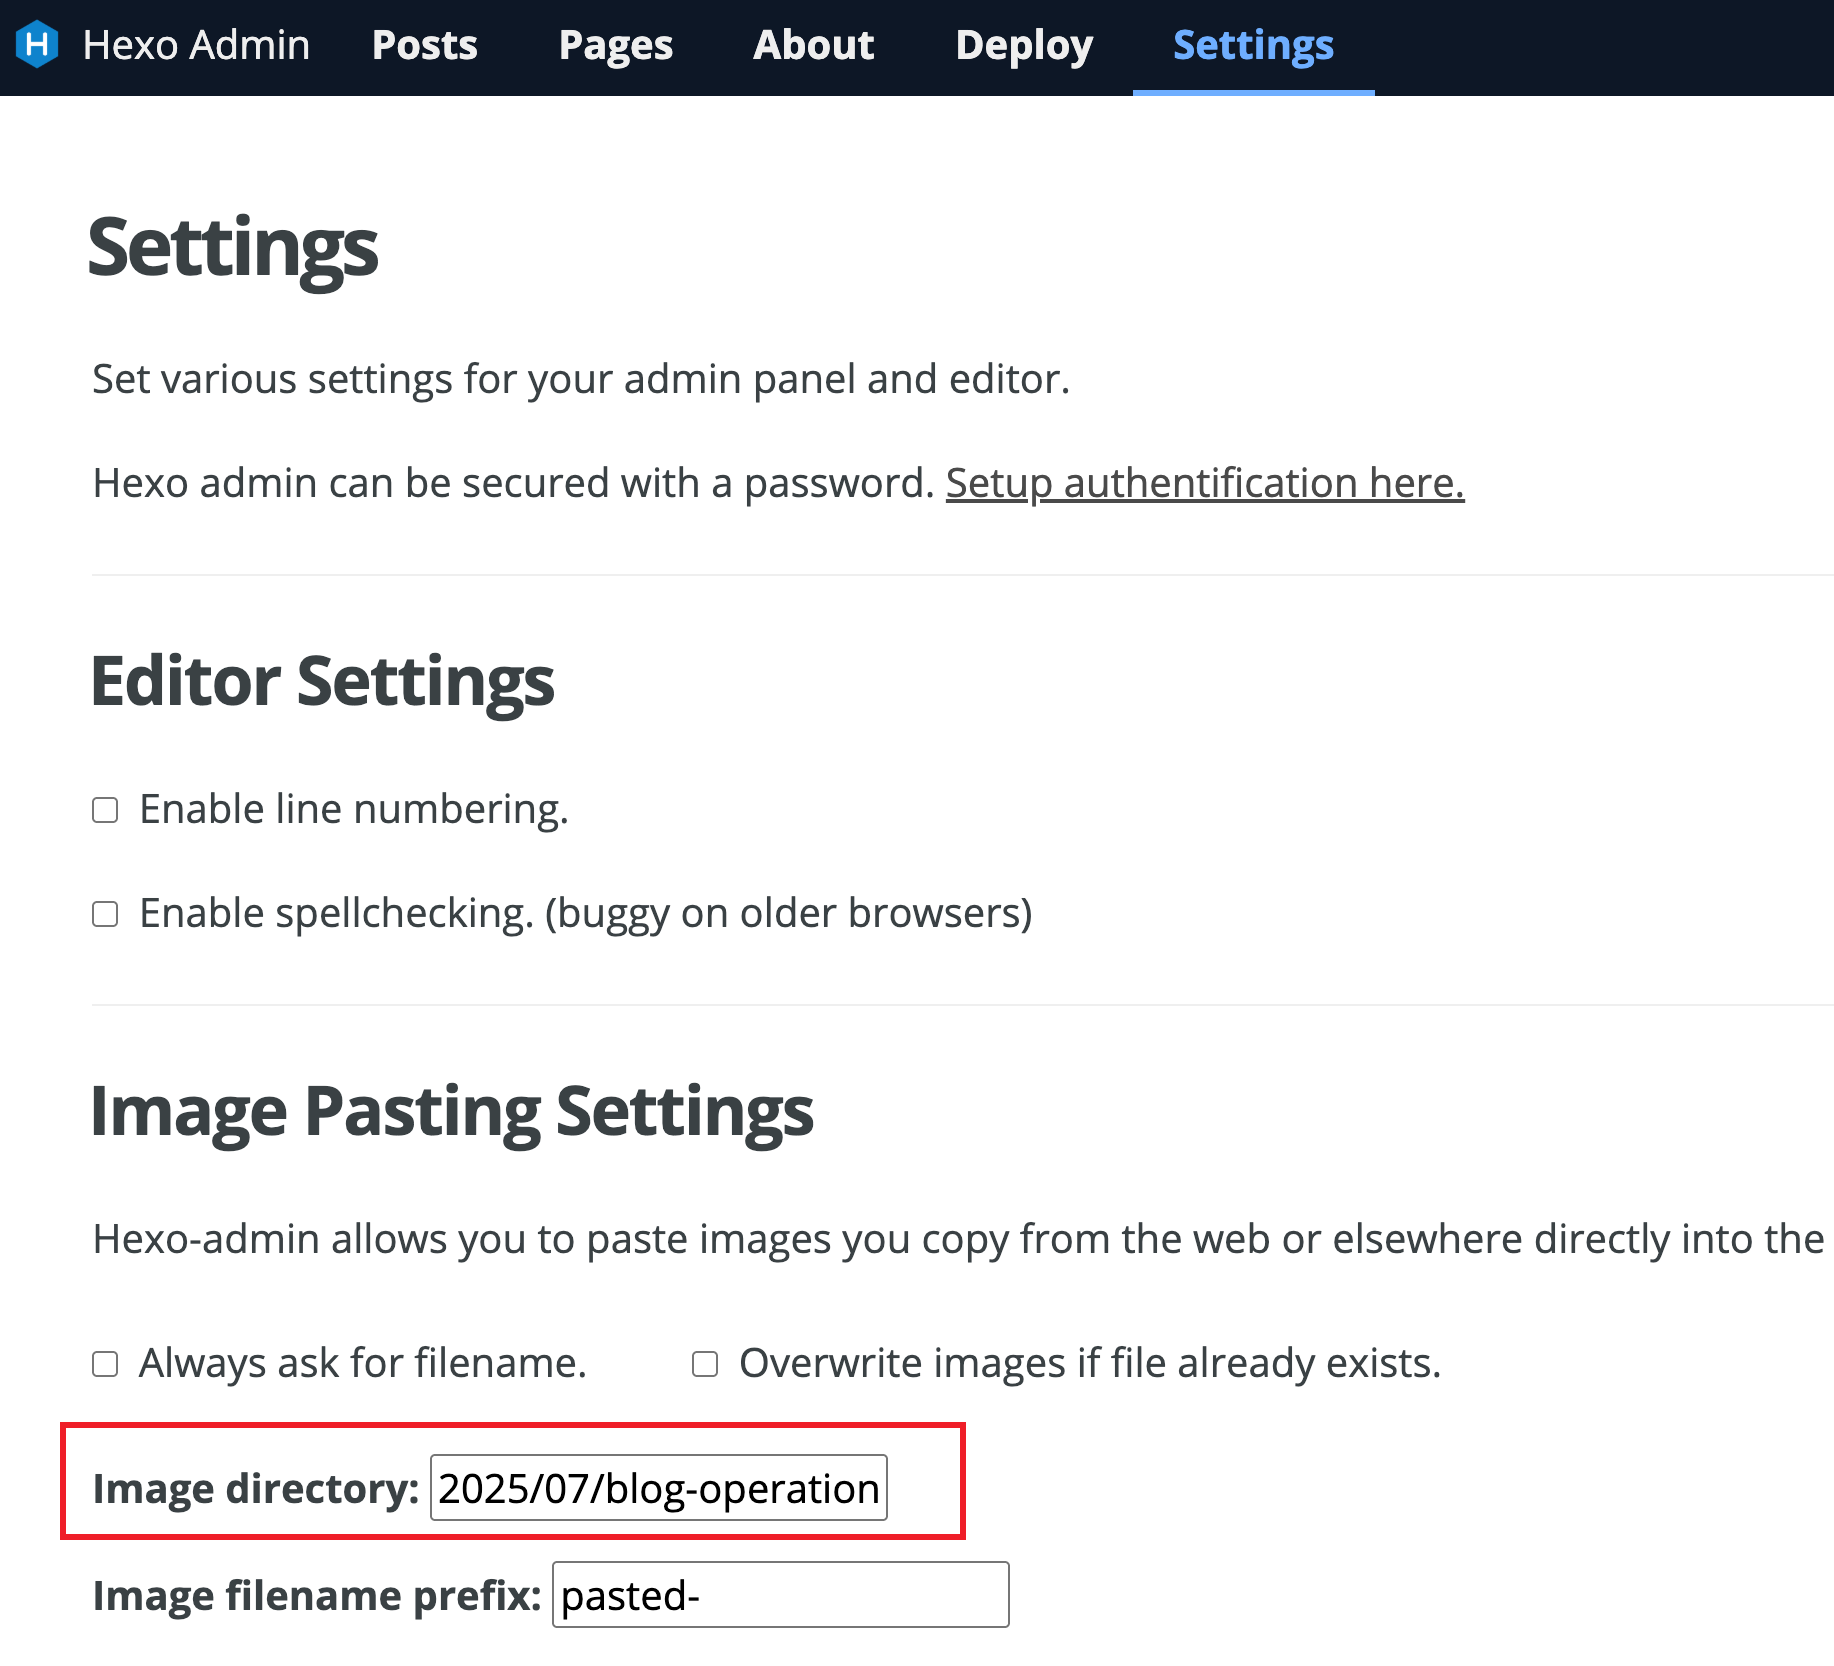 Hexo Admin Posts Pages About Deploy Settings
Settings
Set various settings for your admin panel and editor.
Hexo admin can be secured with a password. Setup authentification here.
Editor Settings
Enable line numbering.
Enable spellchecking. (buggy on older browsers)
Image Pasting Settings
Hexo-admin allows you to paste images you copy from the web or elsewhere directly into the
Always ask for filename. Overwrite images if file already exists.
Image directory: 2025/07/blog-operation
Image filename prefix: pasted-